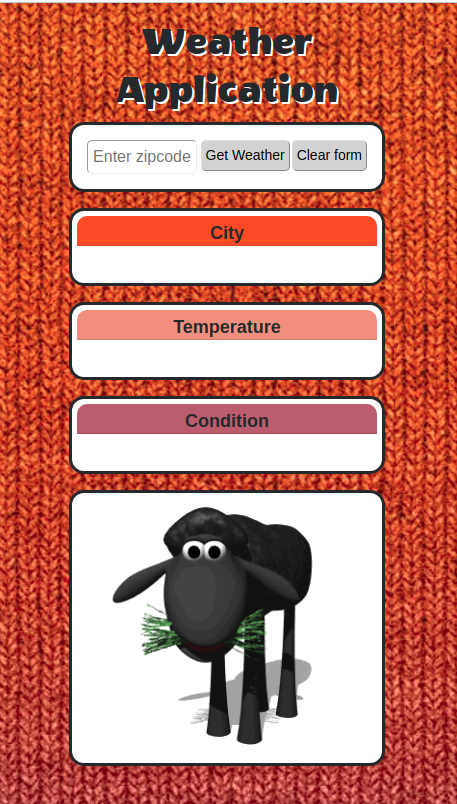 Weather
Application
Enter zipcode Get Weather Clear form
City
Temperature
Condition